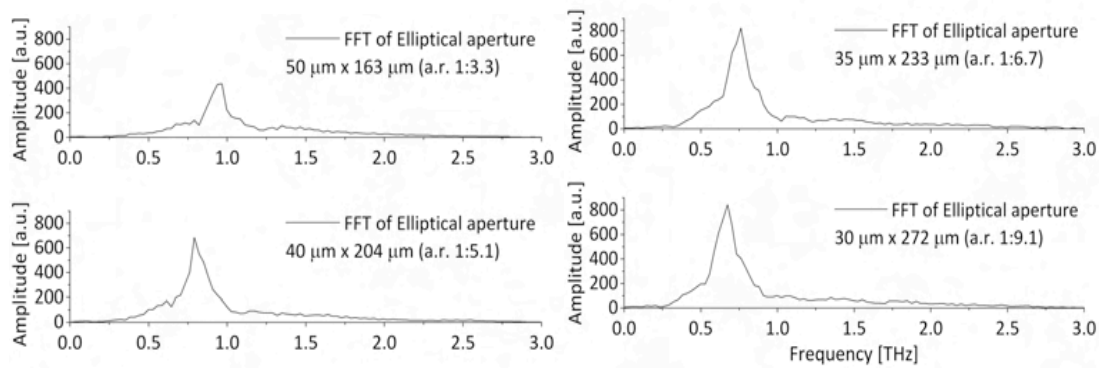 Amplitude [a.u.]
800
600
400
200
0
FFT of Elliptical aperture
50 μm x 163 μm (a.r. 1:3.3)
0.0 0.5 1.0 1.5 2.0 2.5 3.0
Amplitude [a.u.]
800
600
400
200
0
FFT of Elliptical aperture
40 μm x 204 μm (a.r. 1:5.1)
0.0 0.5 1.0 1.5 2.0 2.5 3.0
Amplitude [a.u.]
800
600
400
200
0
FFT of Elliptical aperture
35 μm x 233 μm (a.r. 1:6.7)
0.0 0.5 1.0 1.5 2.0 2.5 3.0
Amplitude [a.u.]
800
600
400
200
0
FFT of Elliptical aperture
30 μm x 272 μm (a.r. 1:9.1)
0.0 0.5 1.0 1.5 2.0 2.5 3.0
Frequency [THz]